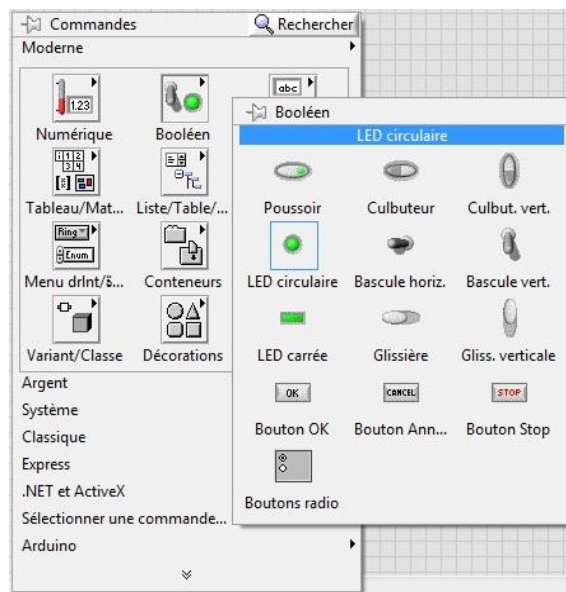 Commandes
Rechercher
Moderne
1.23
abc
Numérique Booléen
Tableau/Mat... Liste/Table/...
Ring
Enum
Menu drInt/
Conteneurs
Variant/Classe Décorations
Argent
Système
Classique
Express
.NET et ActiveX
Sélectionner une commande...
Arduino
Booléen
LED circulaire
Poussoir Culbuteur Culbut. vert.
LED circulaire Bascule horiz. Bascule vert.
LED carrée Glissière Gliss. verticale
OK CANCEL STOP
Bouton OK Bouton Ann... Bouton Stop
Boutons radio